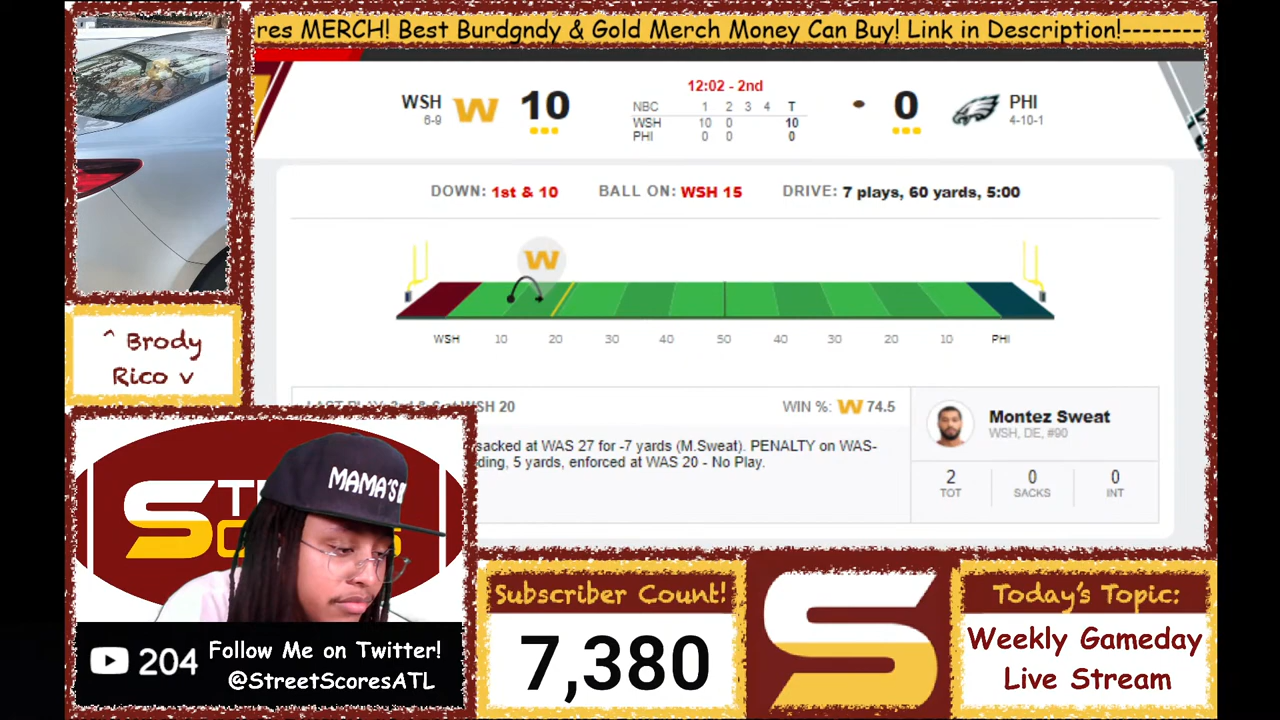 res MERCH! Best Burdgndy & Gold Merch Money Can Buy! Link in Description!--------
12:02 - 2nd
WSH
6-9
W
10
NBC 1 2 3 4 T
WSH 10 0 10
PHI 0 0 0
0
PHI
4-10-1
DOWN: 1st & 10
BALL ON: WSH 15
DRIVE: 7 plays, 60 yards, 5:00
W
WSH 10 20 30 40 50 40 30 20 10 PHI
^ Brody
Rico v
WSH 20
WIN %: W 74.5
sacked at WAS 27 for -7 yards (M.Sweat). PENALTY on WAS-
ding, 5 yards, enforced at WAS 20 - No Play.
Montez Sweat
WSH, DE, #90
2 0 0
TOT SACKS INT
MAMA'S
204
Follow Me on Twitter!
@StreetScoresATL
Subscriber Count!
7,380
S
Today's Topic:
Weekly Gameday
Live Stream